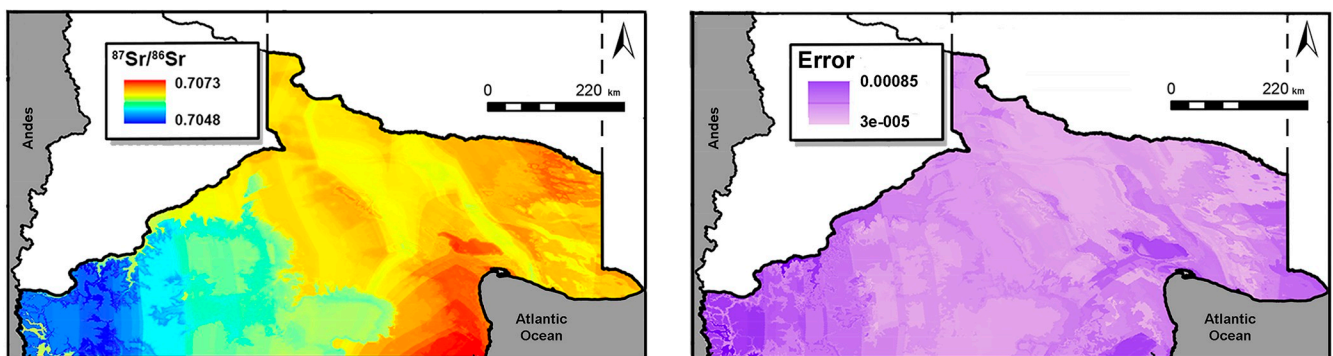 ⁸⁷Sr/⁸⁶Sr
0.7073
0.7048
0 220 km
Andes
Atlantic
Ocean
Error
0.00085
3e-005
0 220 km
Andes
Atlantic
Ocean